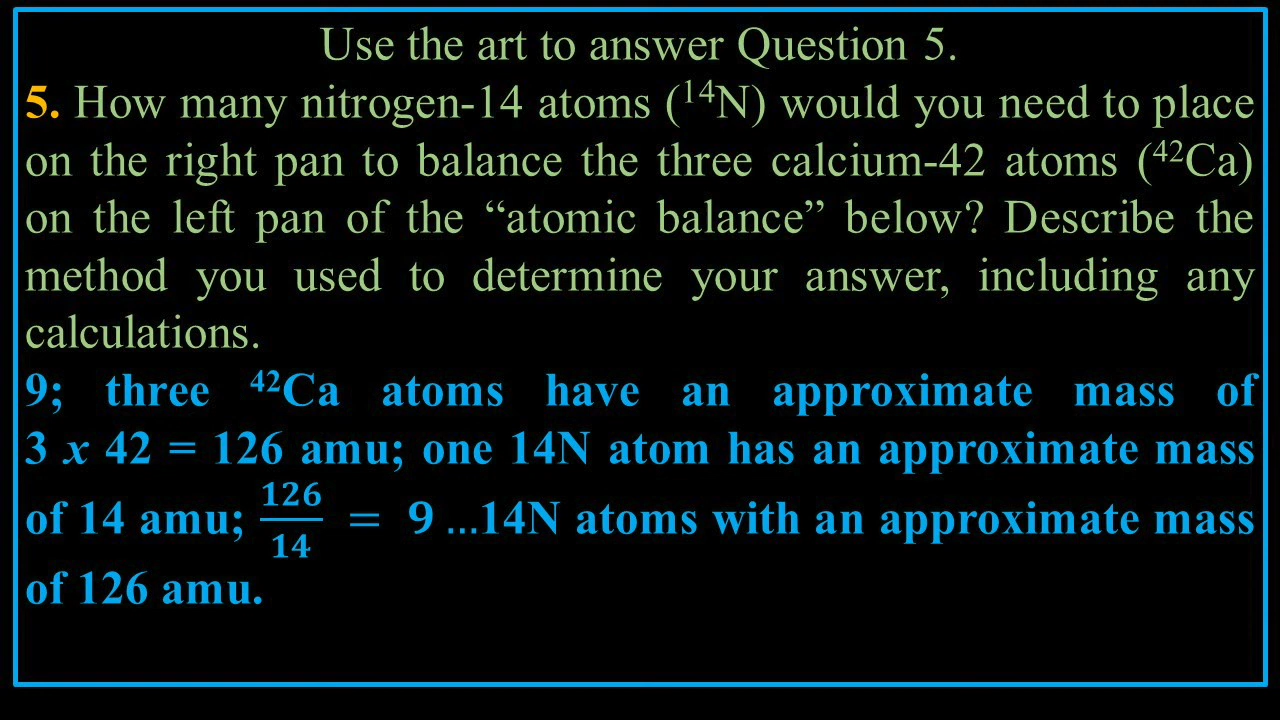 Use the art to answer Question 5.
5. How many nitrogen-14 atoms (¹⁴N) would you need to place
on the right pan to balance the three calcium-42 atoms (⁴²Ca)
on the left pan of the “atomic balance” below? Describe the
method you used to determine your answer, including any
calculations.
9; three ⁴²Ca atoms have an approximate mass of
3 x 42 = 126 amu; one 14N atom has an approximate mass
of 14 amu; 126/14 = 9 ...14N atoms with an approximate mass
of 126 amu.